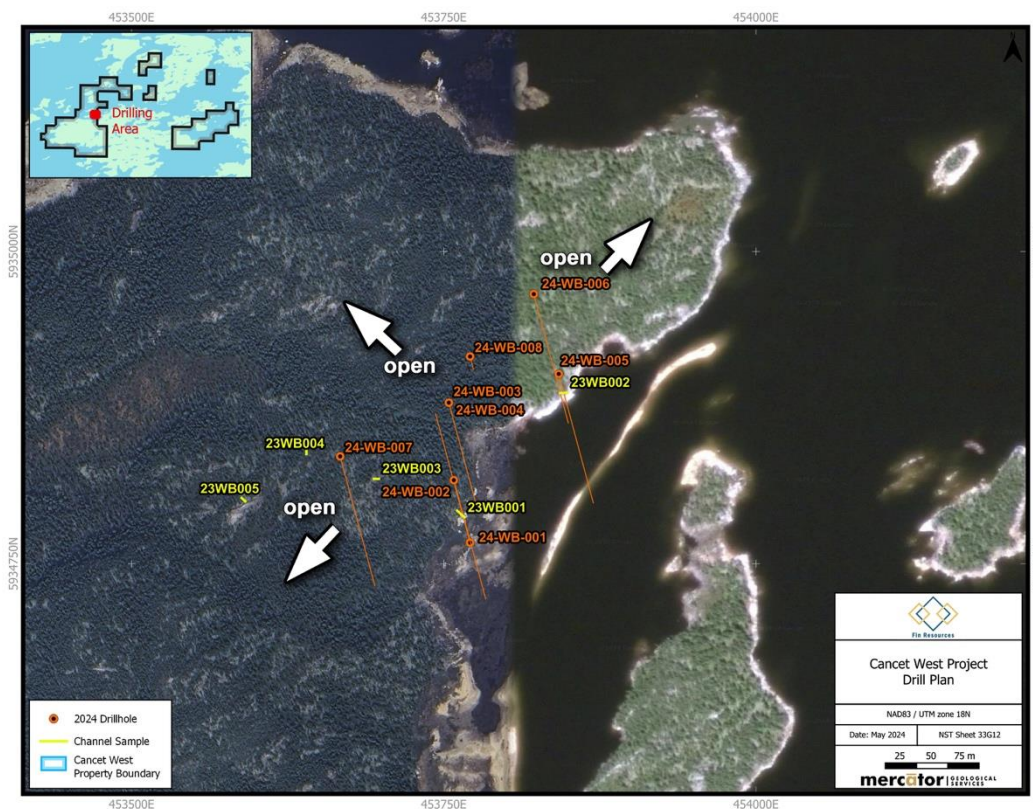 453500E
453750E
454000E
N
Drilling
Area
5935000N
5935000N
open
24-WB-006
24-WB-008
open
24-WB-005
23WB002
24-WB-003
24-WB-004
23WB004
24-WB-007
23WB003
24-WB-002
23WB005
open
23WB001
24-WB-001
5934750N
5934750N
Fin Resources
Cancet West Project
Drill Plan
NAD83 / UTM zone 18N
Date: May 2024
NST Sheet 33G12
25 50 75 m
mercator GEOLOGICAL
SERVICES
2024 Drillhole
Channel Sample
Cancet West
Property Boundary
453500E
453750E
454000E